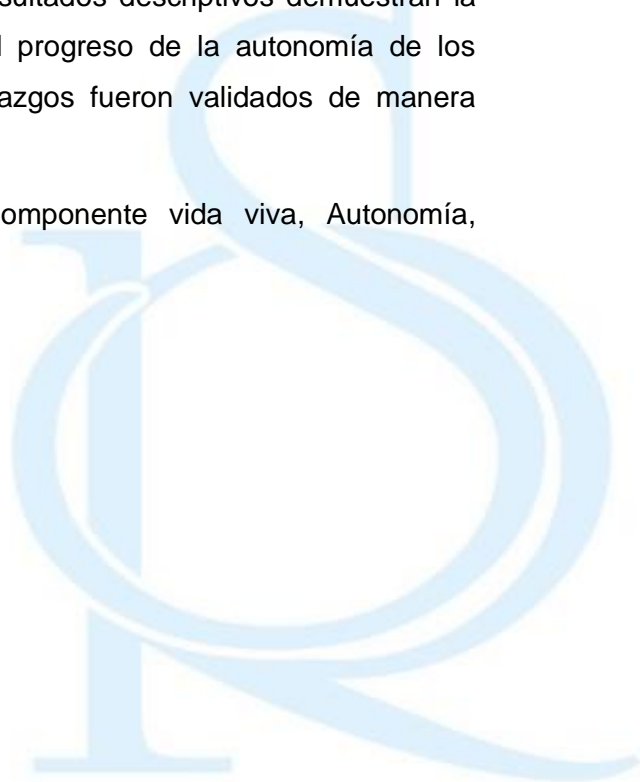 sultados descriptivos demuestran la
progreso de la autonomía de los
azgos fueron validados de manera
omponente vida viva, Autonomía,